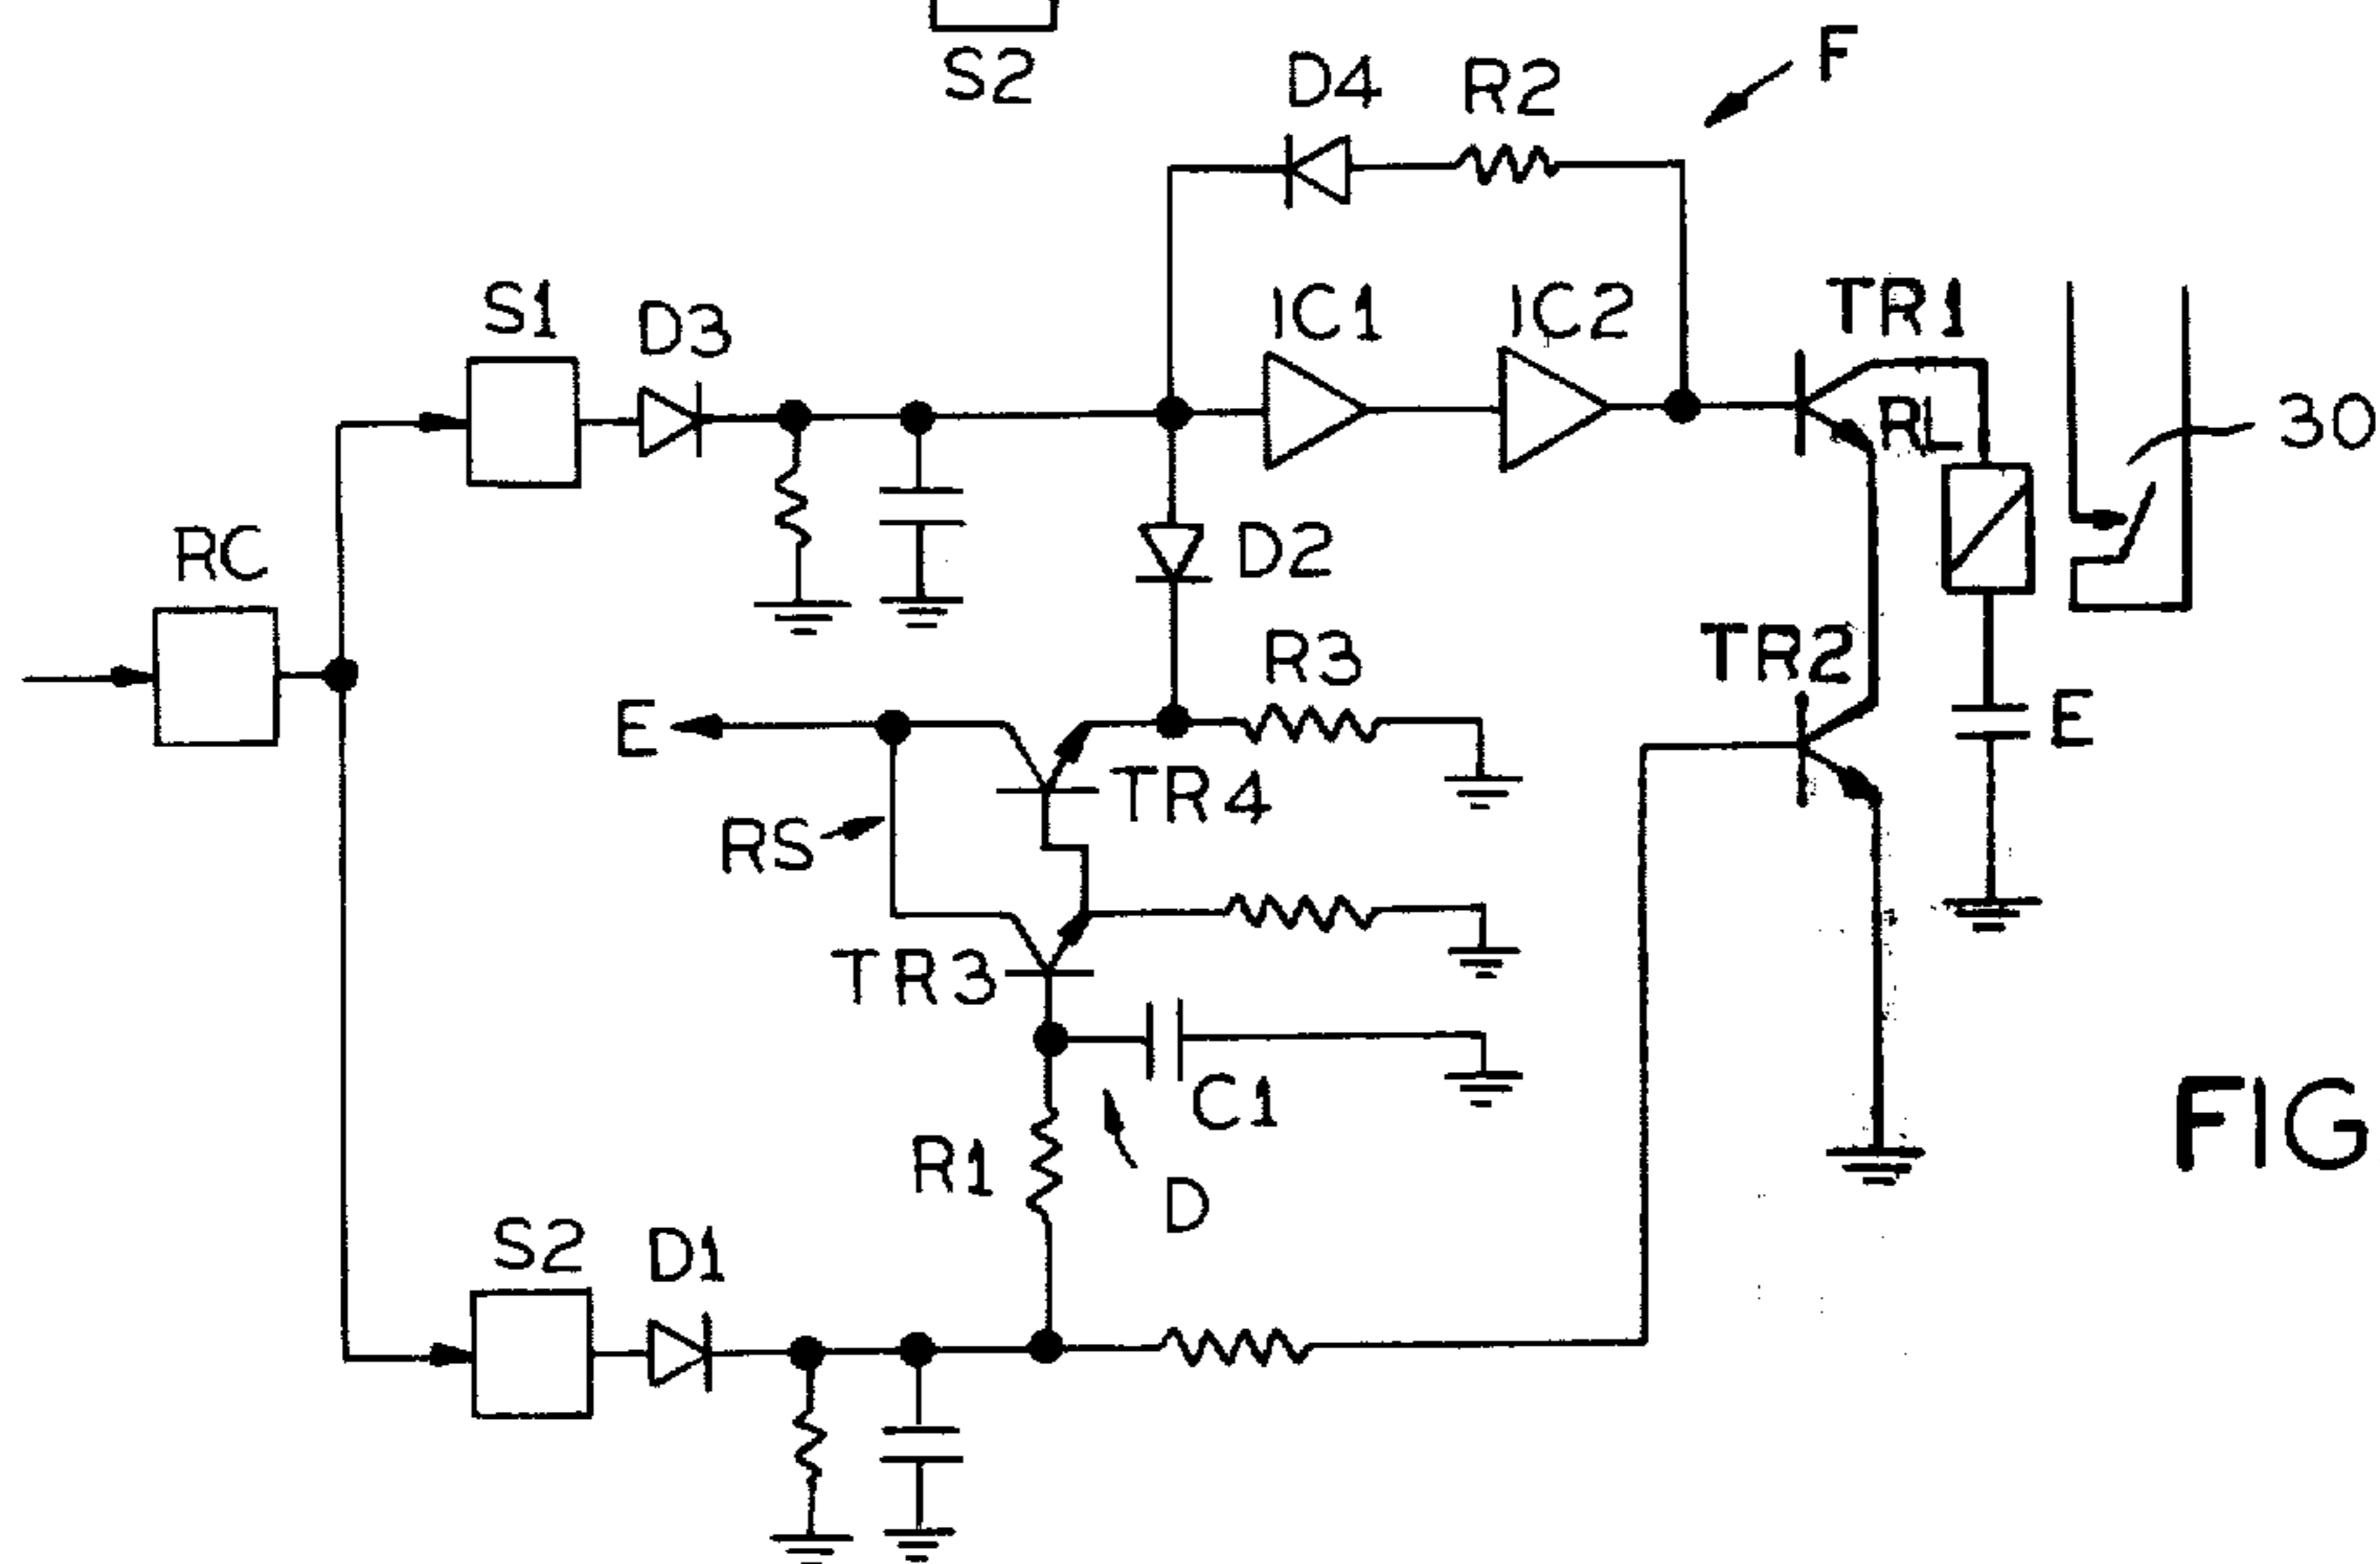 S2
D4 R2 F
S1 D3 IC1 IC2 TR1
RL 30
RC D2
R3 TR2
E E
RS TR4
TR3
C1
R1 D FIG
S2 D1